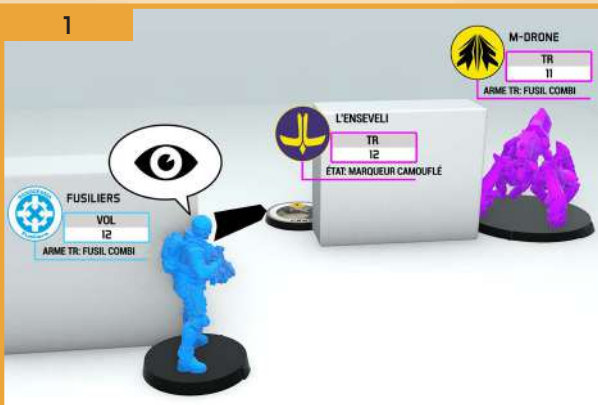 1
M-DRONE
TR
11
ARME TR: FUSIL COMBI
L'ENSEVELI
TR
12
ÉTAT: MARQUEUR CAMOUFLÉ
FUSILIERS
VOL
12
ARME TR: FUSIL COMBI